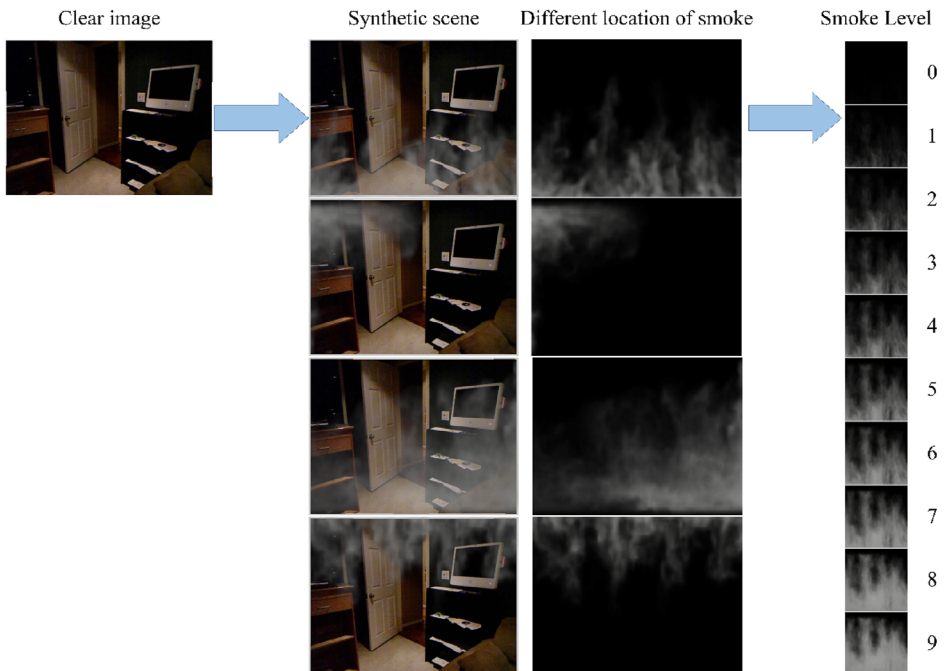 Clear image
Synthetic scene
Different location of smoke
Smoke Level
0
1
2
3
4
5
6
7
8
9